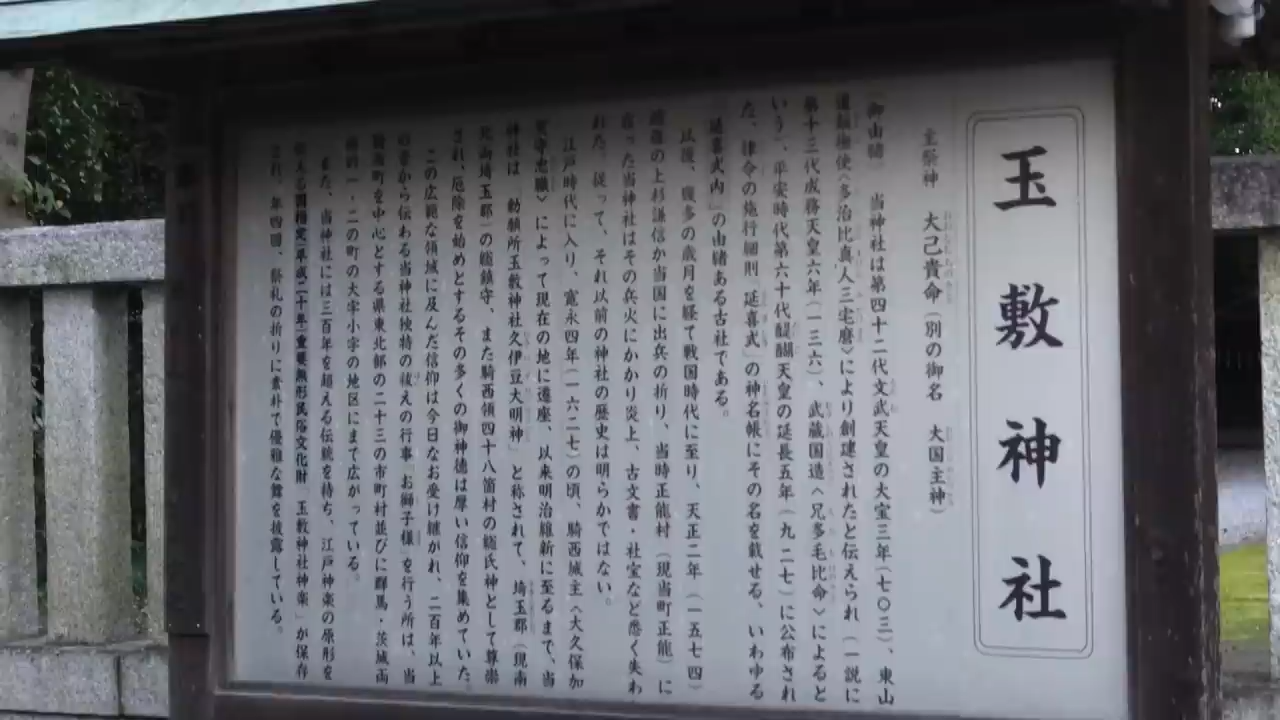 玉敷神社
主祭神 大己貴命(別の御名 大国主神)
御由緒 当神社は第四十二代文武天皇の大宝三年(七〇三)、東山
道鎮撫使〈多治比真人三宅麿〉により創建されたと伝えられ(一説に
第十三代成務天皇六年(一三六)、武蔵国造〈兄多毛比命〉によると
いう)、平安時代第六十代醍醐天皇の延長五年(九二七)に公布され
た、律令の施行細則「延喜式」の神名帳にその名を載せる、いわゆる
「延喜式内」の由緒ある古社である。
以後、幾多の歳月を経て戦国時代に至り、天正二年(一五七四)
越後の上杉謙信が当国に出兵の折り、当時正能村(現当町正能)に
在った当神社はその兵火にかかり炎上、古文書・社宝など悉く失わ
れた。従って、それ以前の神社の歴史は明らかではない。
江戸時代に入り、寛永四年(一六二七)の頃、騎西城主〈大久保加
賀守忠職〉によって現在の地に遷座、以来明治維新に至るまで、当
神社は「勅願所玉敷神社久伊豆大明神」と称されて、埼玉郡(現南
北両埼玉郡)の総鎮守、また騎西領四十八箇村の総氏神として尊崇
され、厄除を始めとするその多くの御神徳は厚い信仰を集めていた。
この広範な領域に及んだ信仰は今日なお受け継がれ、二百年以上
の昔から伝わる当神社独特の祓えの行事「お獅子様」を行う所は、当
騎西町を中心とする県東北部の二十三の市町村並びに群馬・茨城両
県の一・二の町の大字小字の地区にまで広がっている。
また、当神社には三百年を超える伝統を持ち、江戸神楽の原形を
伝える国指定(平成二十年)重要無形民俗文化財「玉敷神社神楽」が保存
され、年四回、祭礼の折りに素朴で優雅な舞を披露している。